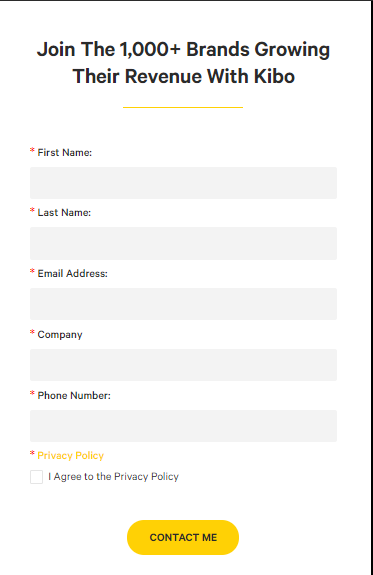 Join The 1,000+ Brands Growing
Their Revenue With Kibo
* First Name:
* Last Name:
* Email Address:
* Company
* Phone Number:
* Privacy Policy
I Agree to the Privacy Policy
CONTACT ME